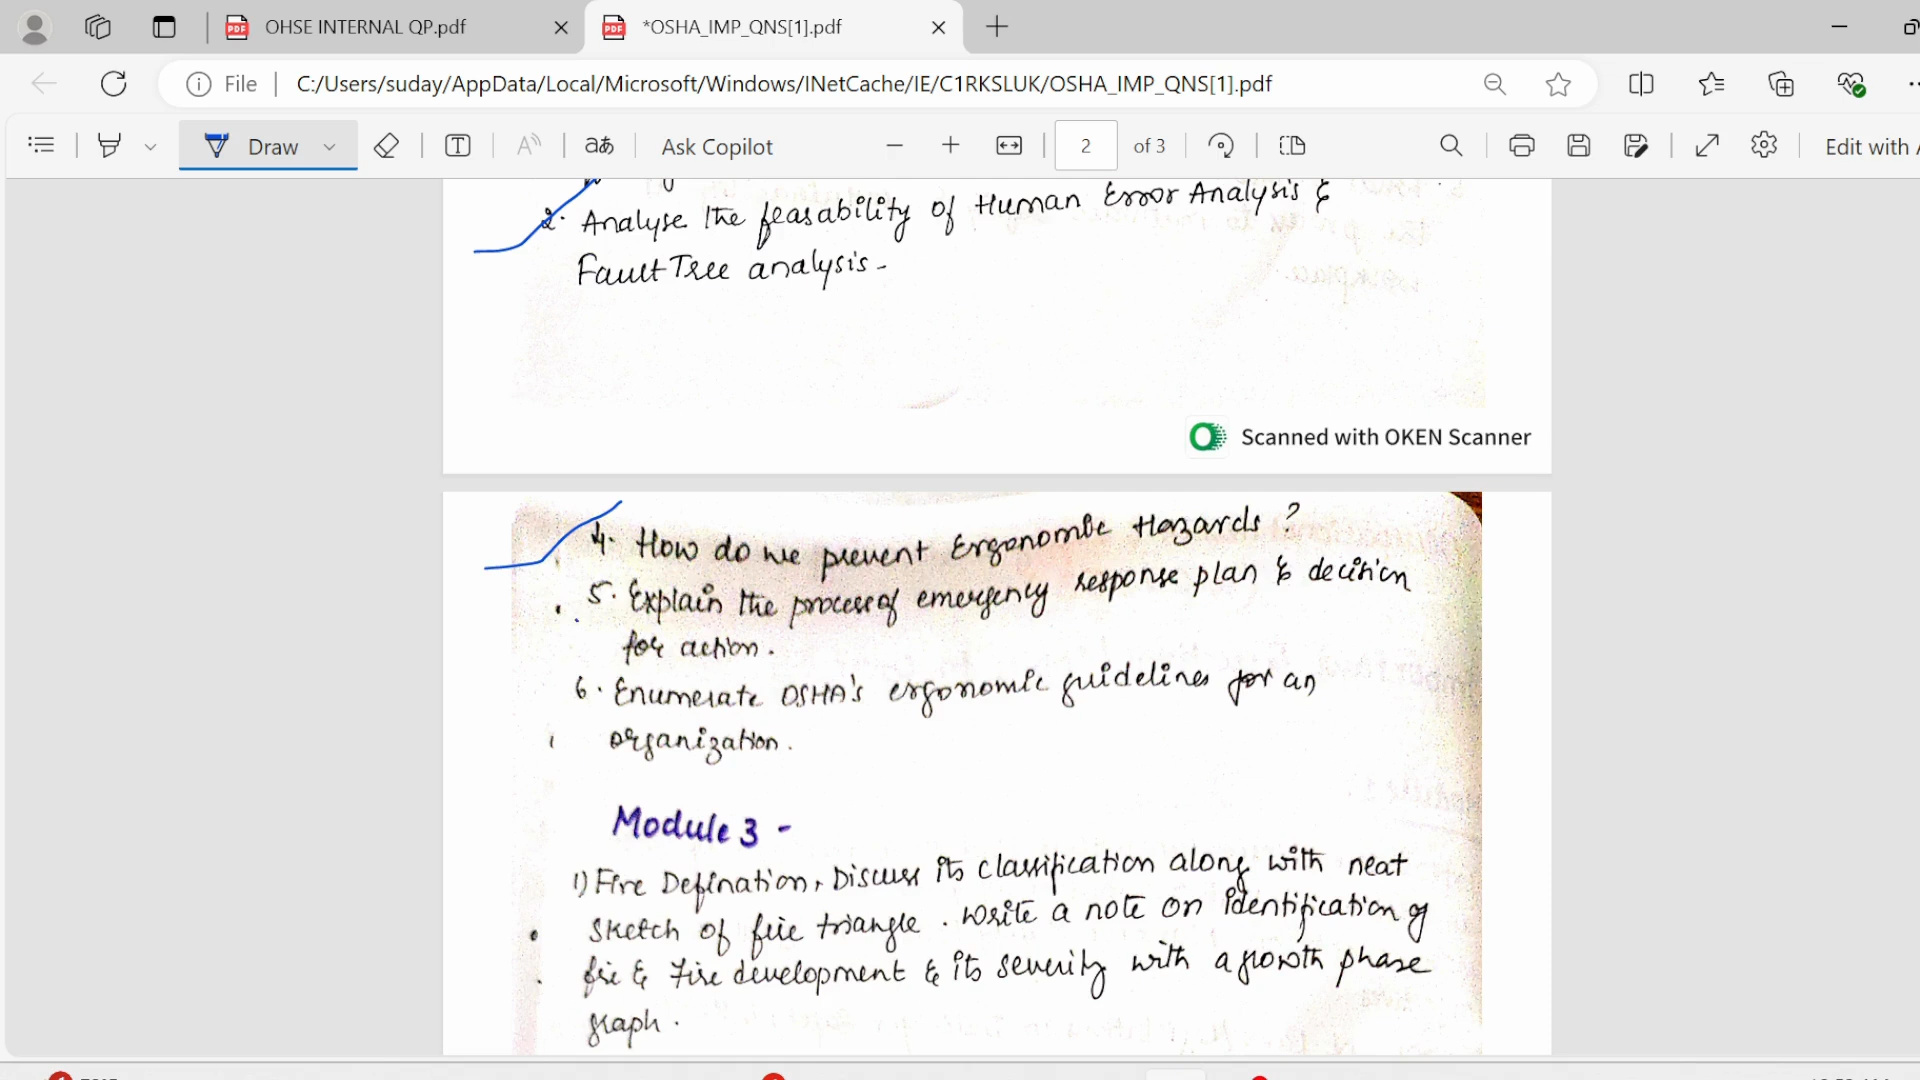 OHSE INTERNAL QP.pdf
*OSHA_IMP_QNS[1].pdf
File
C:/Users/suday/AppData/Local/Microsoft/Windows/INetCache/IE/C1RKSLUK/OSHA_IMP_QNS[1].pdf
Draw
Ask Copilot
2 of 3
Edit with A
2. Analyse the feasability of Human Error Analysis &
Fault Tree analysis -
Scanned with OKEN Scanner
4. How do we prevent Ergonomic Hazards ?
5. Explain the process of emergency response plan & decision
for action.
6. Enumerate OSHA's ergonomic guidelines for an
organization.
Module 3 -
1) Fire Defination, Discuss its classification along with neat
Sketch of fire triangle. Write a note on identification of
fire & Fire development & its severity with a growth phase
graph.